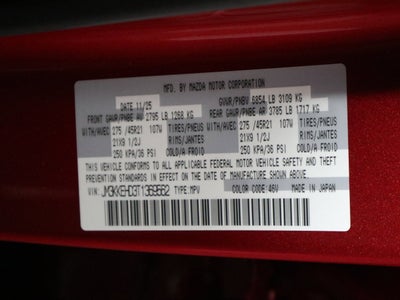 MFD. BY MAZDA MOTOR CORPORATION
DATE 11/25 GVWR/PNBV 6854 LB 3109 KG
FRONT GAWR/PNBE AV 2785 LB 1268 KG REAR GAWR/PNBE AR 3785 LB 1717 KG
WITH/AVEC 275 /45R21 107W TIRES/PNEUS WITH/AVEC 275 /45R21 107W TIRES/PNEUS
21X9 1/2J RIMS/JANTES 21X9 1/2J RIMS/JANTES
250 KPA/36 PSI COLD/A FROID 250 KPA/36 PSI COLD/A FROID
THIS VEHICLE CONFORMS TO ALL APPLICABLE FEDERAL MOTOR VEHICLE SAFETY AND THEFT
PREVENTION STANDARDS IN EFFECT ON THE DATE OF MANUFACTURE SHOWN ABOVE.
VIN: JM3KKEHD3T1369662 TYPE:MPV COLOR CODE:46V MADE IN JAPAN